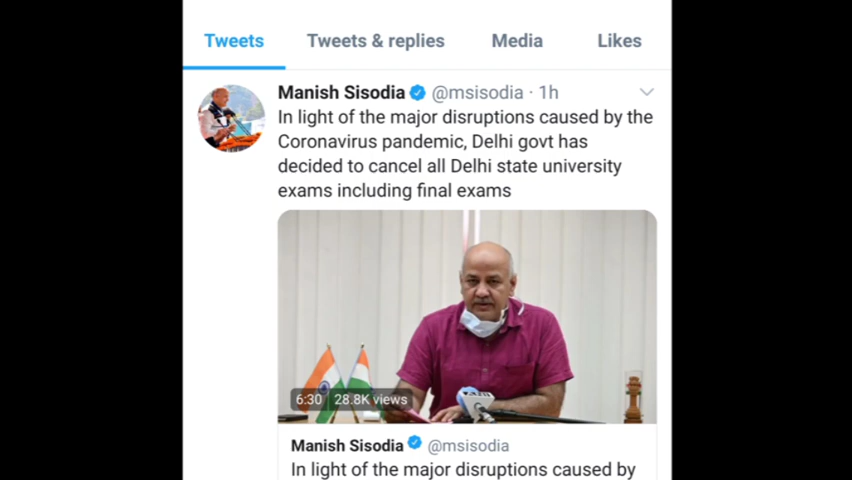 Tweets Tweets & replies Media Likes
Manish Sisodia @msisodia · 1h
In light of the major disruptions caused by the
Coronavirus pandemic, Delhi govt has
decided to cancel all Delhi state university
exams including final exams
6:30 28.8K views
Manish Sisodia @msisodia
In light of the major disruptions caused by